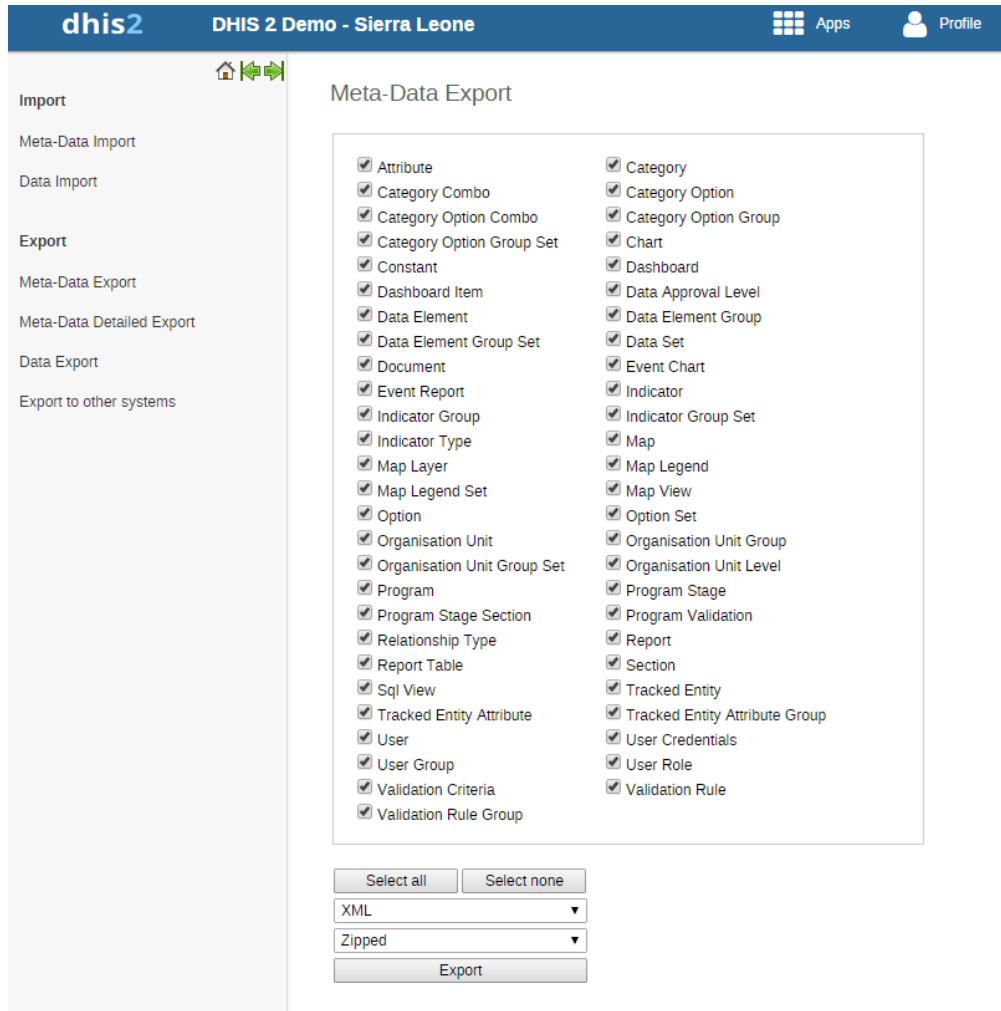 dhis2 DHIS 2 Demo - Sierra Leone Apps Profile
Import
Meta-Data Import
Data Import
Export
Meta-Data Export
Meta-Data Detailed Export
Data Export
Export to other systems
Meta-Data Export
Attribute Category
Category Combo Category Option
Category Option Combo Category Option Group
Category Option Group Set Chart
Constant Dashboard
Dashboard Item Data Approval Level
Data Element Data Element Group
Data Element Group Set Data Set
Document Event Chart
Event Report Indicator
Indicator Group Indicator Group Set
Indicator Type Map
Map Layer Map Legend
Map Legend Set Map View
Option Option Set
Organisation Unit Organisation Unit Group
Organisation Unit Group Set Organisation Unit Level
Program Program Stage
Program Stage Section Program Validation
Relationship Type Report
Report Table Section
Sql View Tracked Entity
Tracked Entity Attribute Tracked Entity Attribute Group
User User Credentials
User Group User Role
Validation Criteria Validation Rule
Validation Rule Group
Select all Select none
XML
Zipped
Export